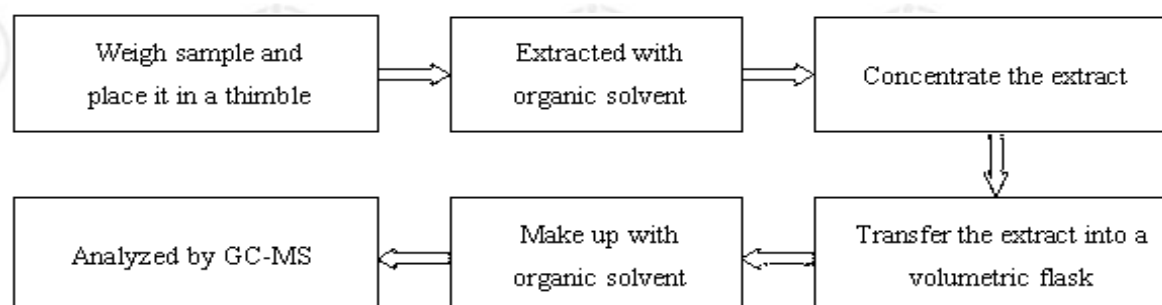 Weigh sample and
place it in a thimble
Extracted with
organic solvent
Concentrate the extract
Transfer the extract into a
volumetric flask
Make up with
organic solvent
Analyzed by GC-MS